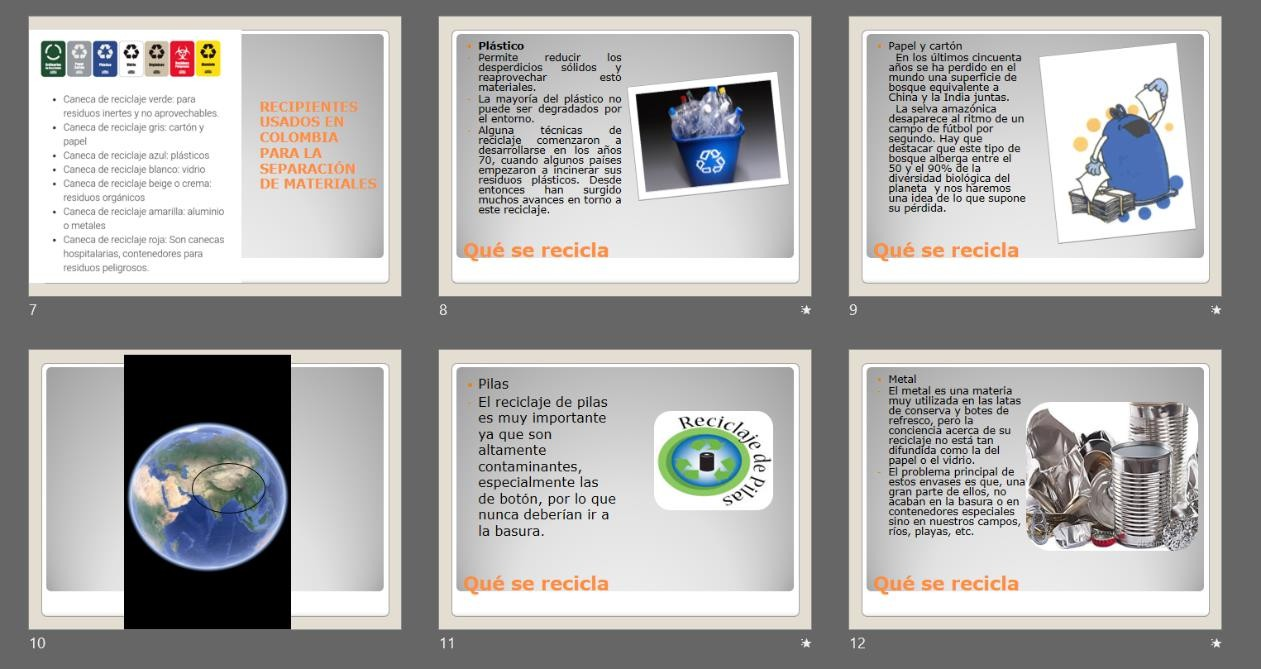 Caneca de reciclaje verde: para
residuos inertes y no aprovechables.
Caneca de reciclaje gris: cartón y
papel
Caneca de reciclaje azul: plásticos
Caneca de reciclaje blanco: vidrio
Caneca de reciclaje beige o crema:
residuos orgánicos
Caneca de reciclaje amarilla: aluminio
o metales
Caneca de reciclaje roja: Son canecas
hospitalarias, contenedores para
residuos peligrosos.
RECIPIENTES
USADOS EN
COLOMBIA
PARA LA
SEPARACIÓN
DE MATERIALES
7
Plástico
Permite reducir los
desperdicios sólidos y
reaprovechar esto
materiales.
La mayoría del plástico no
puede ser degradados por
el entorno.
Alguna técnicas de
reciclaje comenzaron a
desarrollarse en los años
70, cuando algunos países
empezaron a incinerar sus
residuos plásticos. Desde
entonces han surgido
muchos avances en torno a
este reciclaje.
Qué se recicla
8
Papel y cartón
En los últimos cincuenta
años se ha perdido en el
mundo una superficie de
bosque equivalente a
China y la India juntas.
La selva amazónica
desaparece al ritmo de un
campo de fútbol por
segundo. Hay que
destacar que este tipo de
bosque alberga entre el
50 y el 90% de la
diversidad biológica del
planeta y nos haremos
una idea de lo que supone
su pérdida.
Qué se recicla
9
10
Pilas
El reciclaje de pilas
es muy importante
ya que son
altamente
contaminantes,
especialmente las
de botón, por lo que
nunca deberían ir a
la basura.
Reciclaje de Pilas
Qué se recicla
11
Metal
El metal es una materia
muy utilizada en las latas
de conserva y botes de
refresco, pero la
conciencia acerca de su
reciclaje no está tan
difundida como la del
papel o el vidrio.
El problema principal de
estos envases es que, una
gran parte de ellos, no
acaban en la basura o en
contenedores especiales
sino en nuestros campos,
ríos, playas, etc.
Qué se recicla
12